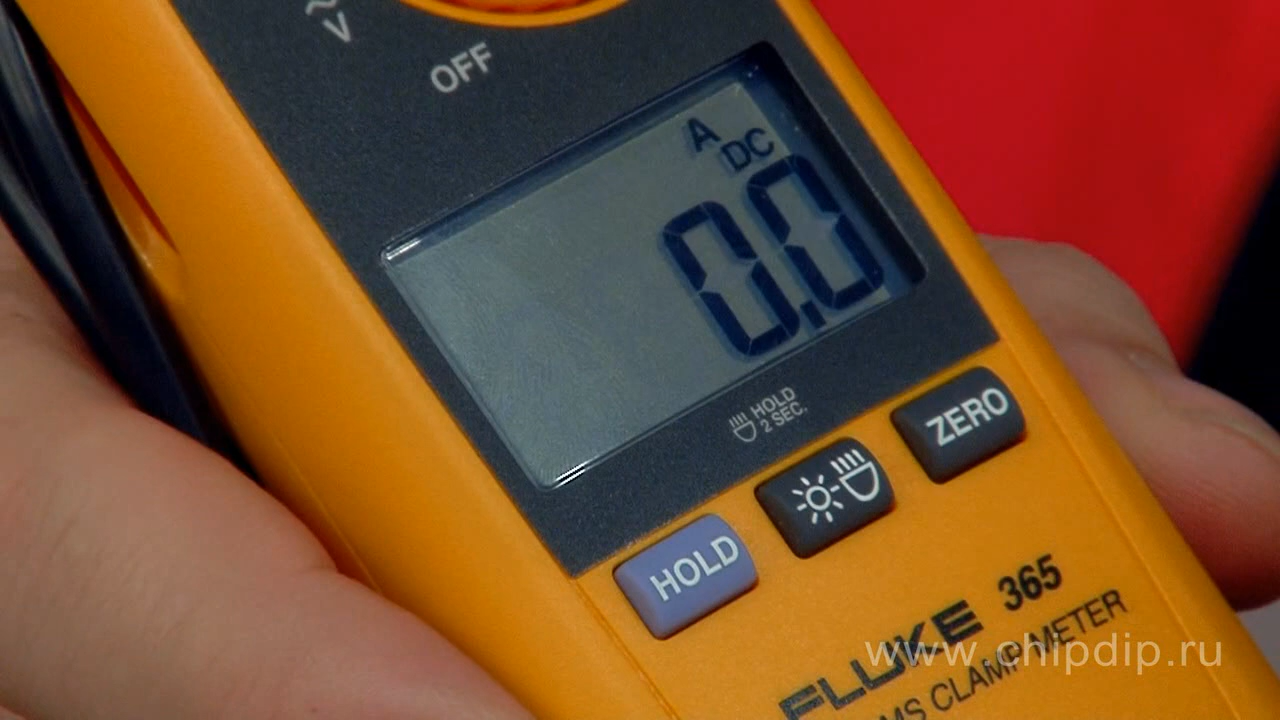 V
OFF
A
DC
0.0
HOLD
2 SEC.
HOLD
ZERO
FLUKE 365
CLAMP METER
www.chipdip.ru